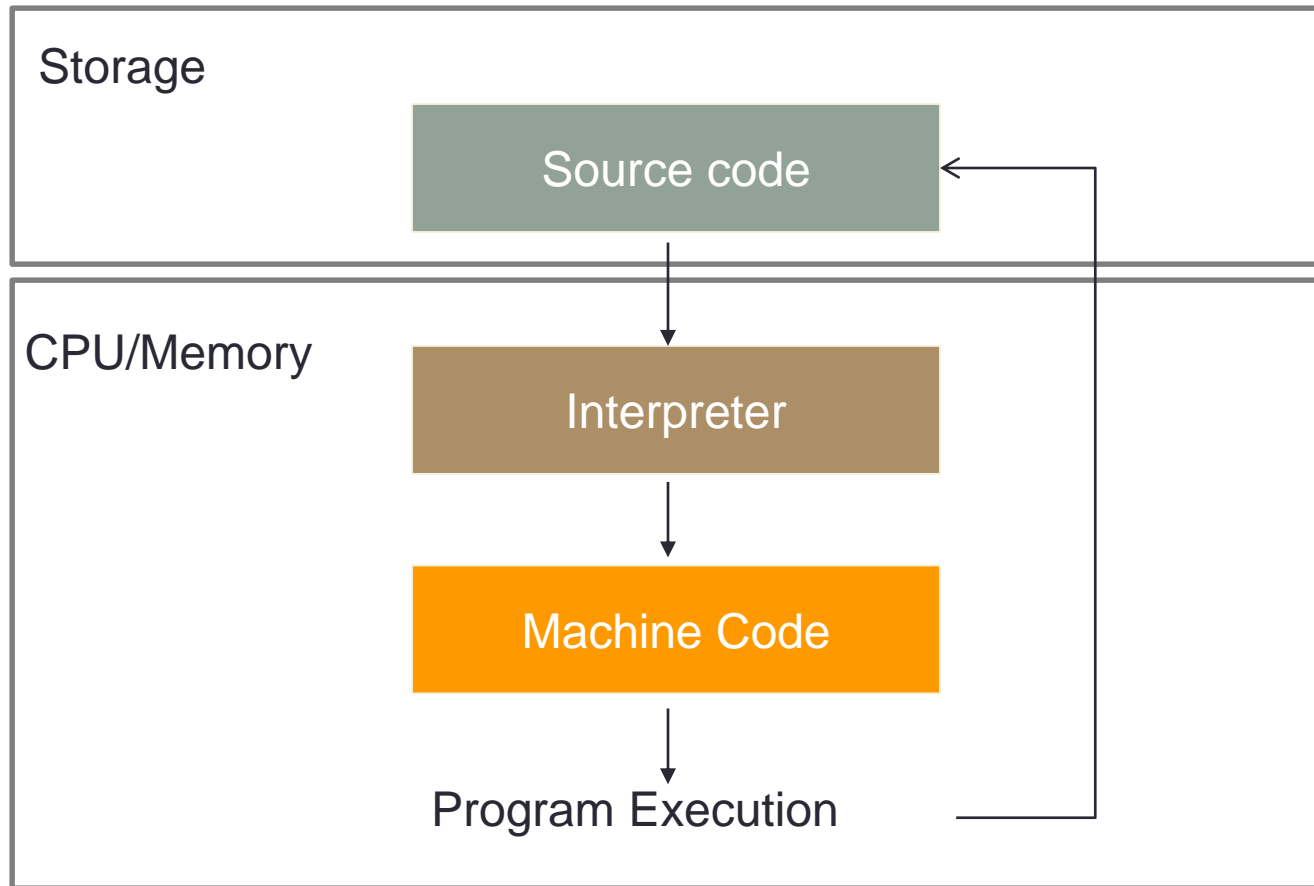 Storage
Source code
CPU/Memory
Interpreter
Machine Code
Program Execution